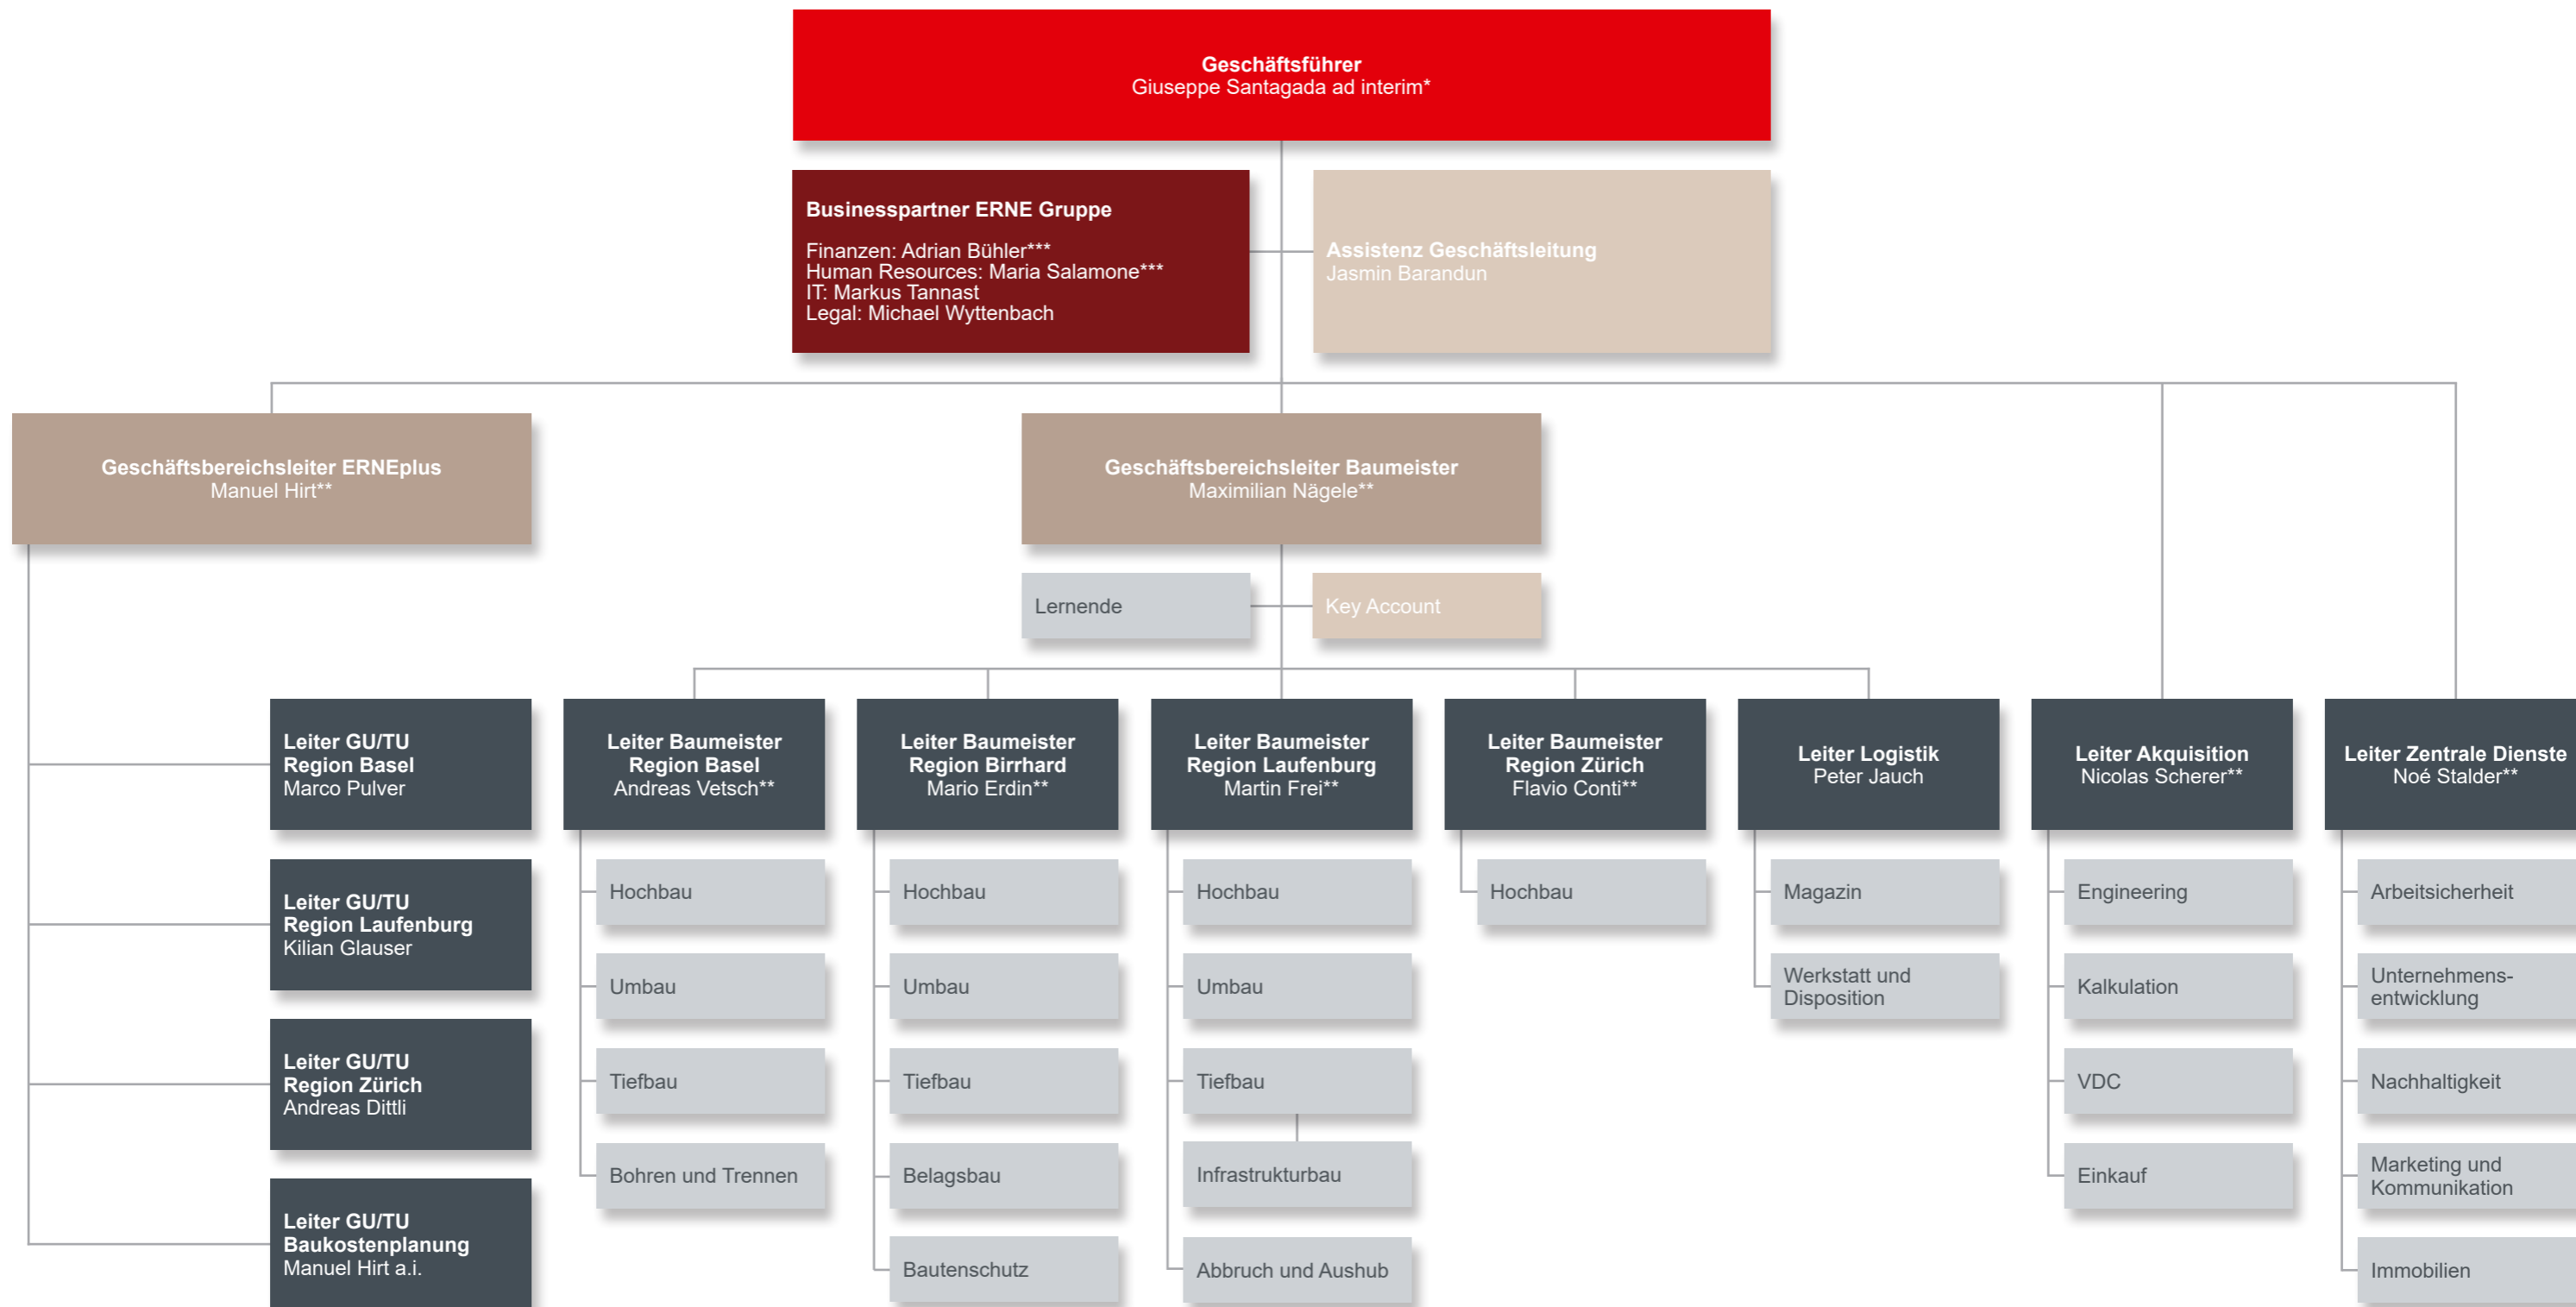 Geschäftsführer
Giuseppe Santagada ad interim*
Businesspartner ERNE Gruppe
Finanzen: Adrian Bühler***
Human Resources: Maria Salamone***
IT: Markus Tannast
Legal: Michael Wyttenbach
Assistenz Geschäftsleitung
Jasmin Barandun
Geschäftsbereichsleiter ERNEplus
Manuel Hirt**
Geschäftsbereichsleiter Baumeister
Maximilian Nägele**
Lernende
Key Account
Leiter GU/TU
Region Basel
Marco Pulver
Leiter GU/TU
Region Laufenburg
Kilian Glauser
Leiter GU/TU
Region Zürich
Andreas Dittli
Leiter GU/TU
Baukostenplanung
Manuel Hirt a.i.
Leiter Baumeister
Region Basel
Andreas Vetsch**
Hochbau
Umbau
Tiefbau
Bohren und Trennen
Leiter Baumeister
Region Birrhard
Mario Erdin**
Hochbau
Umbau
Tiefbau
Belagsbau
Bautenschutz
Leiter Baumeister
Region Laufenburg
Martin Frei**
Hochbau
Umbau
Tiefbau
Infrastrukturbau
Abbruch und Aushub
Leiter Baumeister
Region Zürich
Flavio Conti**
Hochbau
Leiter Logistik
Peter Jauch
Magazin
Werkstatt und
Disposition
Leiter Akquisition
Nicolas Scherer**
Engineering
Kalkulation
VDC
Einkauf
Leiter Zentrale Dienste
Noé Stalder**
Arbeitsicherheit
Unternehmens-
entwicklung
Nachhaltigkeit
Marketing und
Kommunikation
Immobilien